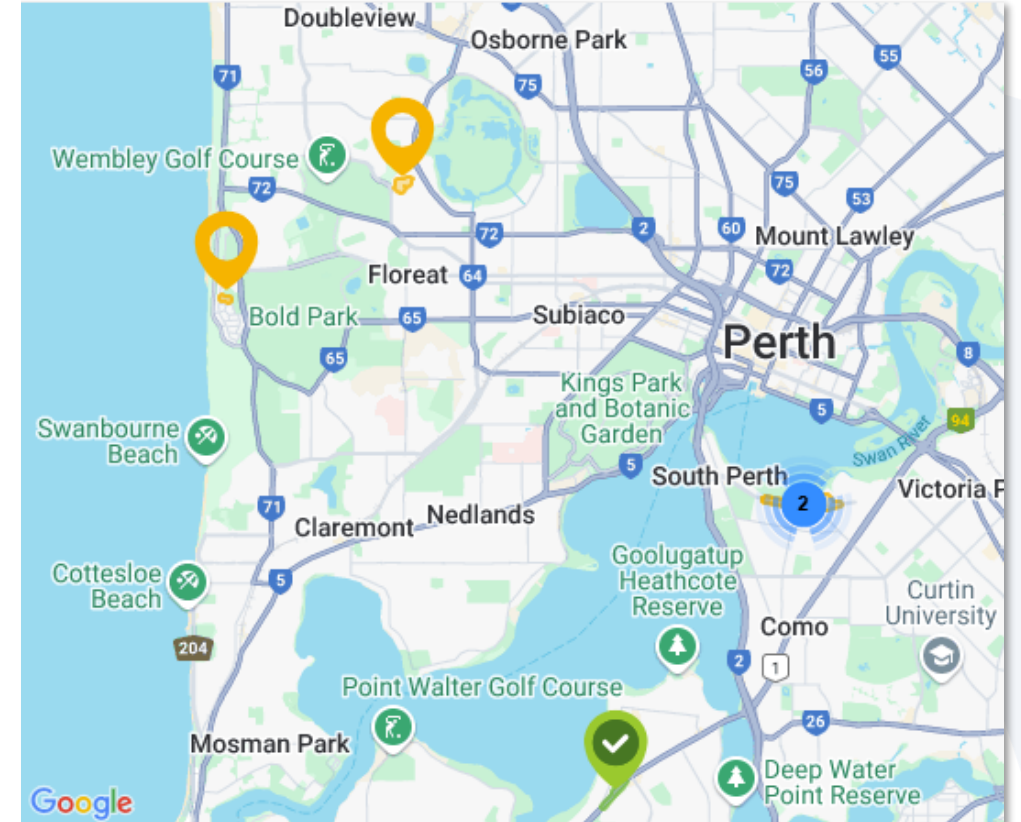 Doubleview
Osborne Park
55
56
71
75
Wembley Golf Course
72
75
53
2
60
Mount Lawley
72
72
Floreat
64
Bold Park
65
Subiaco
Perth
65
8
Kings Park
and Botanic
Garden
5
94
Swanbourne
Beach
Swan River
5
South Perth
2
Victoria P
71
Claremont
Nedlands
Goolugatup
Heathcote
Reserve
Cottesloe
Beach
5
Curtin
University
Como
204
2
1
Point Walter Golf Course
26
Mosman Park
Deep Water
Point Reserve
Google